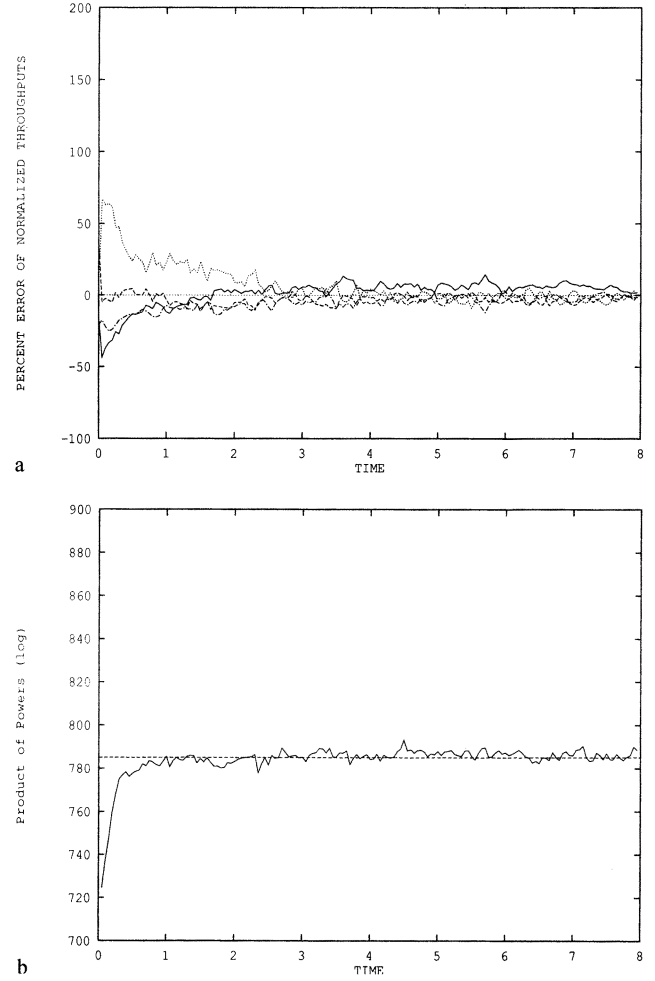 200
150
100
50
0
-50
-100
PERCENT ERROR OF NORMALIZED THROUGHPUTS
0 1 2 3 4 5 6 7 8
TIME
a
900
880
860
840
820
800
780
760
740
720
700
Product of Powers (log)
0 1 2 3 4 5 6 7 8
TIME
b